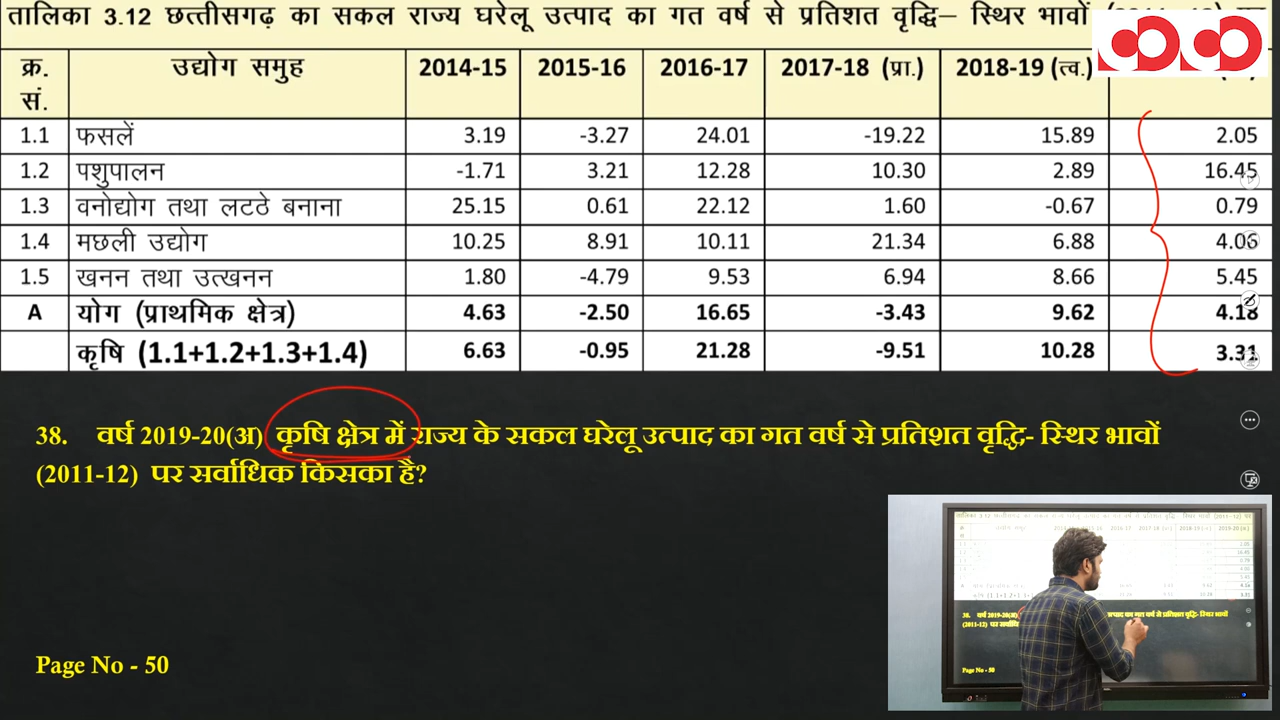 तालिका 3.12 छत्तीसगढ़ का सकल राज्य घरेलू उत्पाद का गत वर्ष से प्रतिशत वृद्धि– स्थिर भावों
क्र. सं. उद्योग समुह 2014-15 2015-16 2016-17 2017-18 (प्रा.) 2018-19 (त्व.)
1.1 फसलें 3.19 -3.27 24.01 -19.22 15.89 2.05
1.2 पशुपालन -1.71 3.21 12.28 10.30 2.89 16.45
1.3 वनोद्योग तथा लटठे बनाना 25.15 0.61 22.12 1.60 -0.67 0.79
1.4 मछली उद्योग 10.25 8.91 10.11 21.34 6.88 4.06
1.5 खनन तथा उत्खनन 1.80 -4.79 9.53 6.94 8.66 5.45
A योग (प्राथमिक क्षेत्र) 4.63 -2.50 16.65 -3.43 9.62 4.18
कृषि (1.1+1.2+1.3+1.4) 6.63 -0.95 21.28 -9.51 10.28 3.31
38. वर्ष 2019-20(अ) कृषि क्षेत्र में राज्य के सकल घरेलू उत्पाद का गत वर्ष से प्रतिशत वृद्धि- स्थिर भावों
(2011-12) पर सर्वाधिक किसका हैं?
Page No - 50